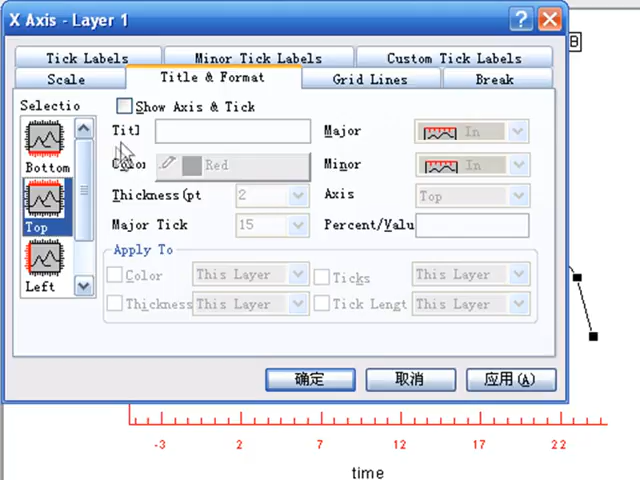 X Axis - Layer 1
Tick Labels Minor Tick Labels Custom Tick Labels
Scale Title & Format Grid Lines Break
Selectio
Show Axis & Tick
Titl
Major In
Color Red
Minor In
Bottom
Thickness(pt 2
Axis Top
Top
Major Tick 15
Percent/Valu
Apply To
Color This Layer
Ticks This Layer
Left
Thickness This Layer
Tick Lengt This Layer
确定 取消 应用(A)
-3 2 7 12 17 22
time